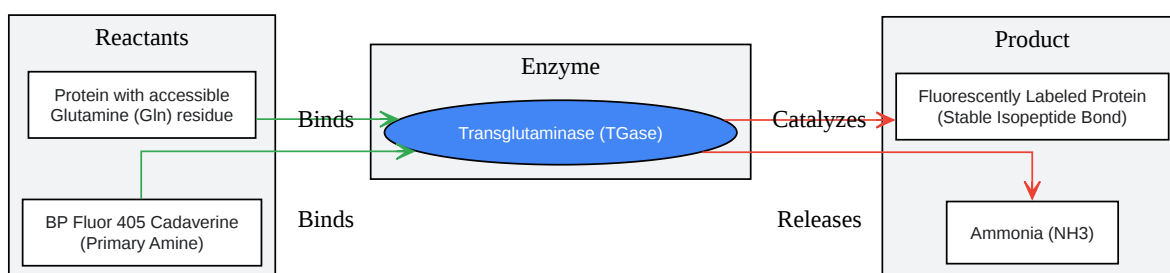 Reactants
Protein with accessible
Glutamine (Gln) residue
BP Fluor 405 Cadaverine
(Primary Amine)
Binds
Binds
Enzyme
Transglutaminase (TGase)
Catalyzes
Releases
Product
Fluorescently Labeled Protein
(Stable Isopeptide Bond)
Ammonia (NH3)